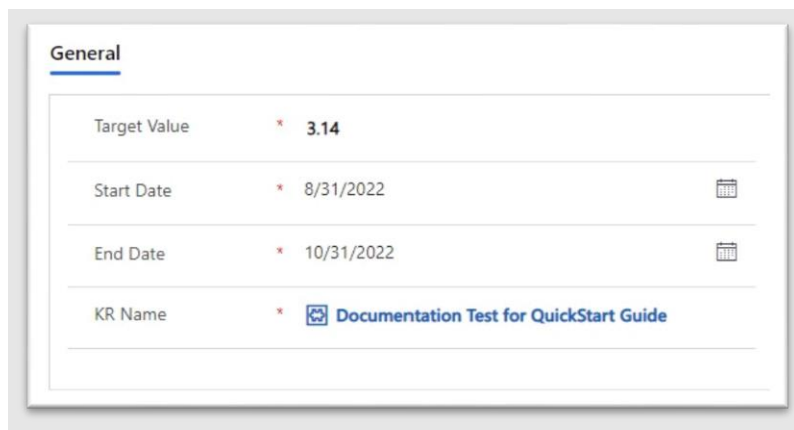 General
Target Value * 3.14
Start Date * 8/31/2022
End Date * 10/31/2022
KR Name * Documentation Test for QuickStart Guide